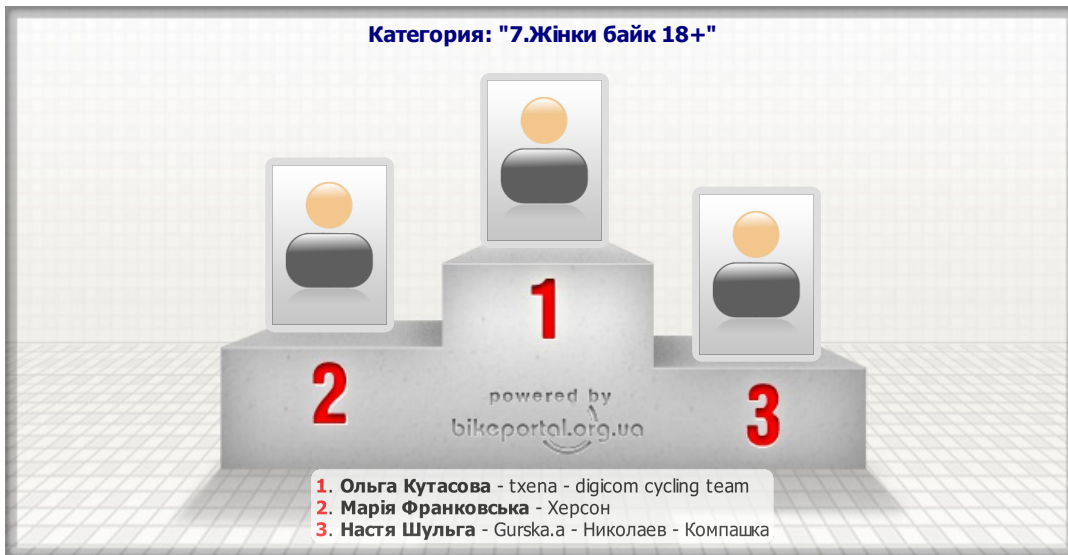 Категория: "7.Жінки байк 18+"
1
2
3
powered by
bikeportal.org.ua
1. Ольга Кутасова - txena - digicom cycling team
2. Марія Франковська - Херсон
3. Настя Шульга - Gurska.a - Николаев - Компашка